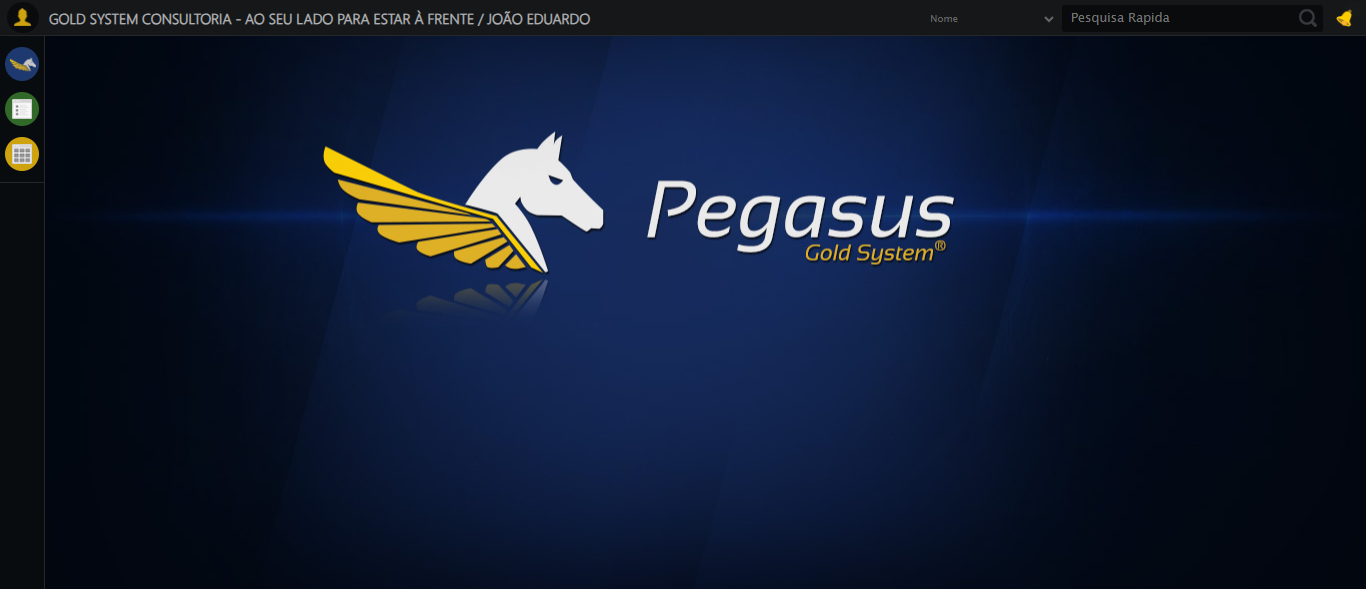 GOLD SYSTEM CONSULTORIA - AO SEU LADO PARA ESTAR À FRENTE / JOÃO EDUARDO
Nome
Pesquisa Rapida
Pegasus
Gold System®